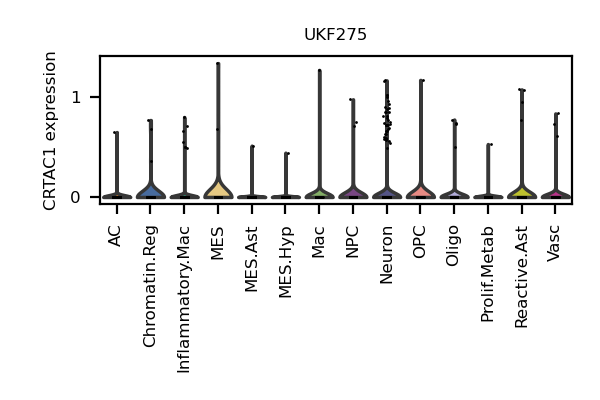 UKF275
CRTAC1 expression
1
0
AC
Chromatin.Reg
Inflammatory.Mac
MES
MES.Ast
MES.Hyp
Mac
NPC
Neuron
OPC
Oligo
Prolif.Metab
Reactive.Ast
Vasc